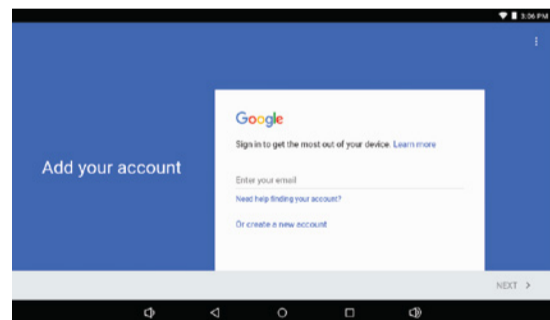 3:06 PM
Add your account
Google
Sign in to get the most out of your device. Learn more
Enter your email
Need help finding your account?
Or create a new account
NEXT